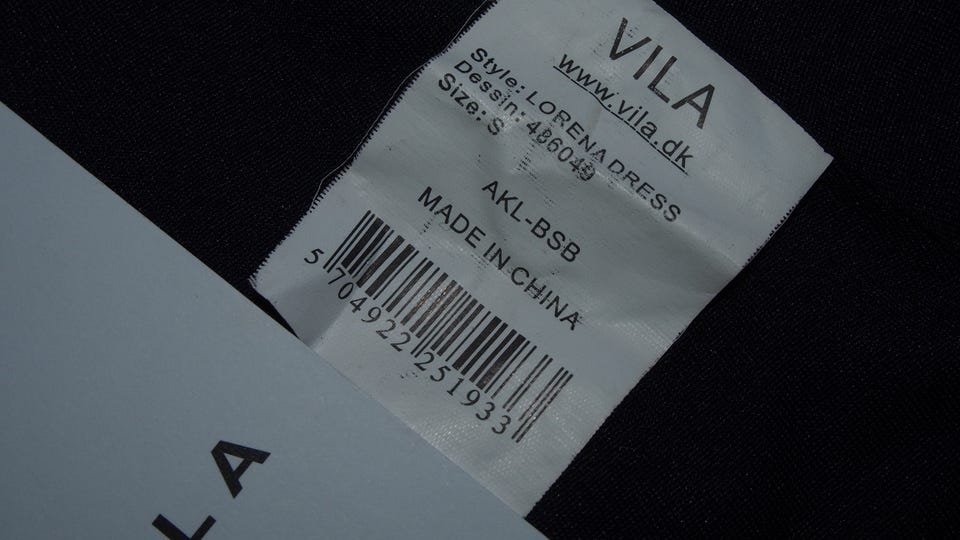 VILA
www.vila.dk
Style: LORENA DRESS
Dessin: 486049
Size: S
AKL-BSB
MADE IN CHINA
5 704922 251933
LA